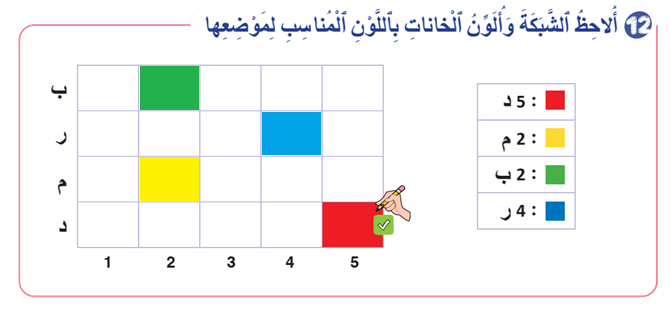 12 أُلاحِظُ ٱلشَّبَكَةَ وَأُلَوِّنُ ٱلْخاناتِ بِٱللَّوْنِ ٱلْمُناسِبِ لِمَوْضِعِها
ب
ر
م
د
1 2 3 4 5
: 5 د
: 2 م
: 2 ب
: 4 ر